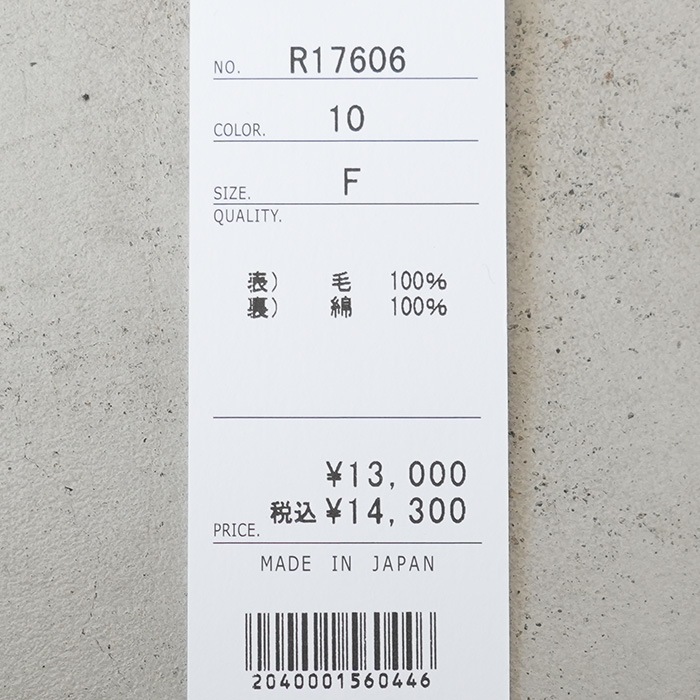 NO. R17606
COLOR. 10
SIZE. F
QUALITY.
表) 毛 100%
裏) 綿 100%
¥13,000
税込 ¥14,300
PRICE.
MADE IN JAPAN
2040001560446